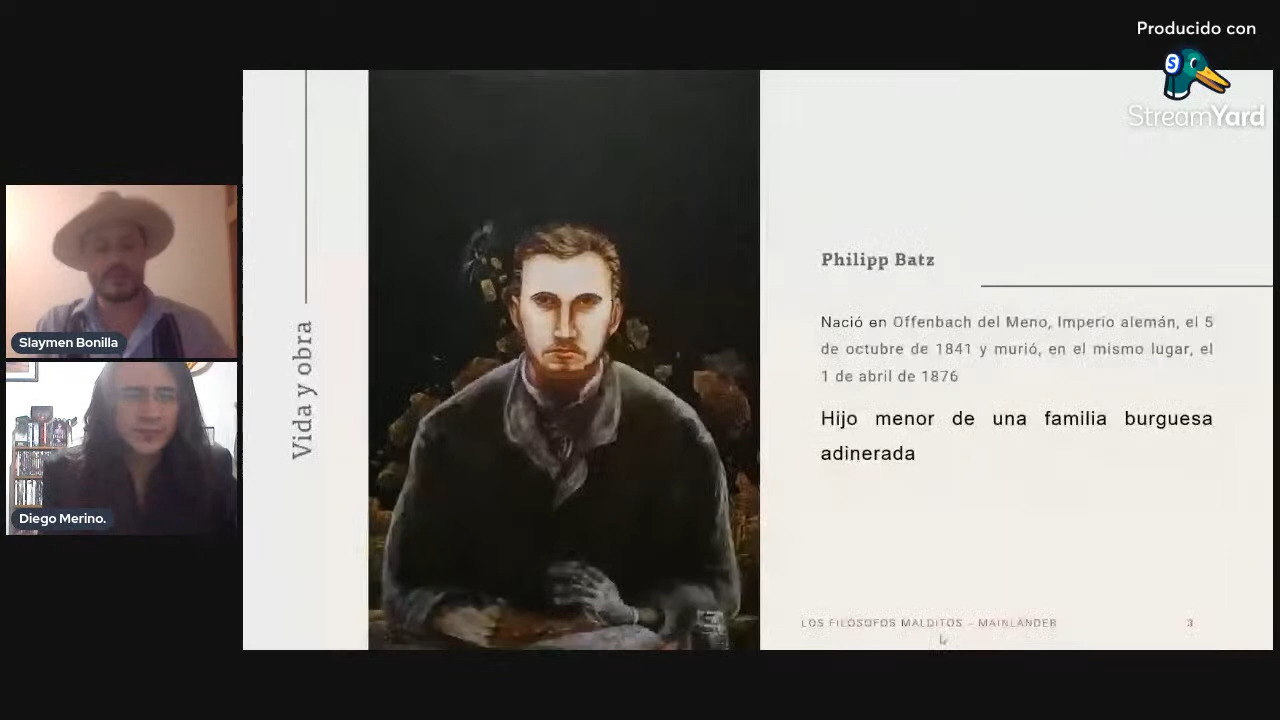 Producido con
StreamYard
Vida y obra
Philipp Batz
Nació en Offenbach del Meno, Imperio alemán, el 5
de octubre de 1841 y murió, en el mismo lugar, el
1 de abril de 1876
Hijo menor de una familia burguesa
adinerada
Slaymen Bonilla
Diego Merino.
LOS FILOSOFOS MALDITOS – MAINLANDER
3